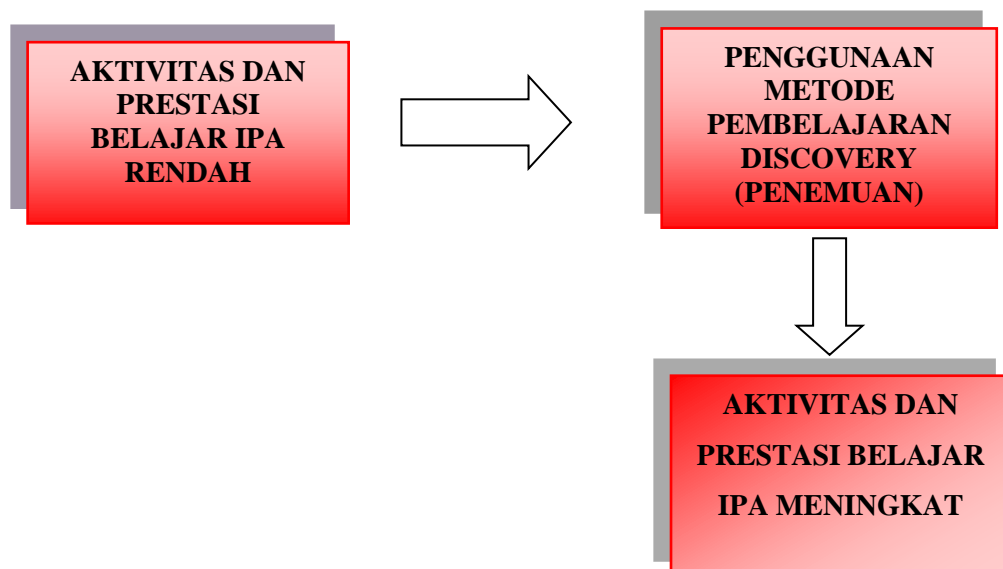 AKTIVITAS DAN
PRESTASI
BELAJAR IPA
RENDAH
PENGGUNAAN
METODE
PEMBELAJARAN
DISCOVERY
(PENEMUAN)
AKTIVITAS DAN
PRESTASI BELAJAR
IPA MENINGKAT